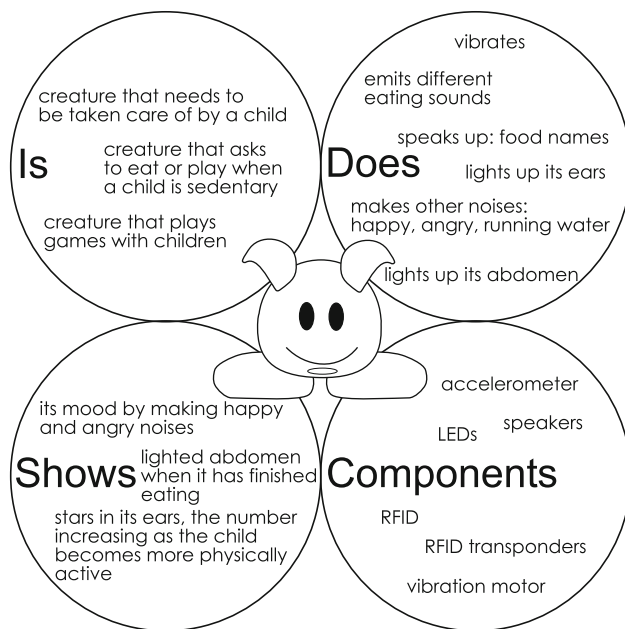 Is
creature that needs to
be taken care of by a child
creature that asks
to eat or play when
a child is sedentary
creature that plays
games with children
Does
vibrates
emits different
eating sounds
speaks up: food names
lights up its ears
makes other noises:
happy, angry, running water
lights up its abdomen
Shows
its mood by making happy
and angry noises
lighted abdomen
when it has finished
eating
stars in its ears, the number
increasing as the child
becomes more physically
active
Components
accelerometer
speakers
LEDs
RFID
RFID transponders
vibration motor